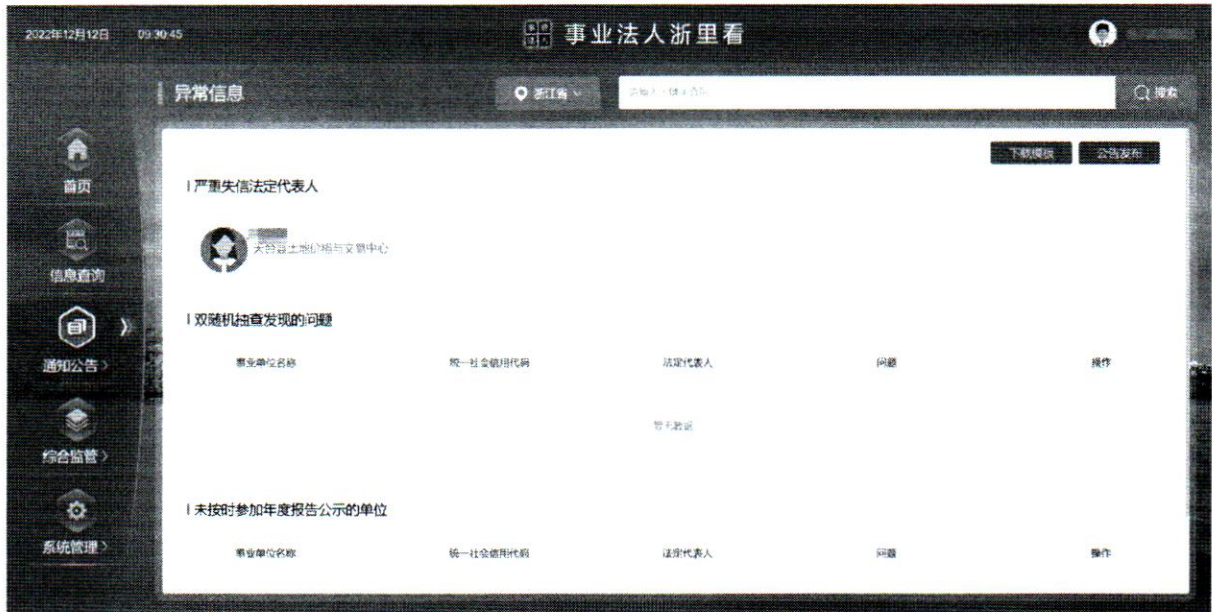 2022年12月12日 09:30:45
事业法人浙里看
异常信息
浙江省
搜索
下载模板
公告发布
首页
严重失信法定代表人
信息查询
双随机抽查发现的问题
事业单位名称 统一社会信用代码 法定代表人 问题 操作
通知公告
暂无数据
综合监管
未按时参加年度报告公示的单位
系统管理
事业单位名称 统一社会信用代码 法定代表人 问题 操作